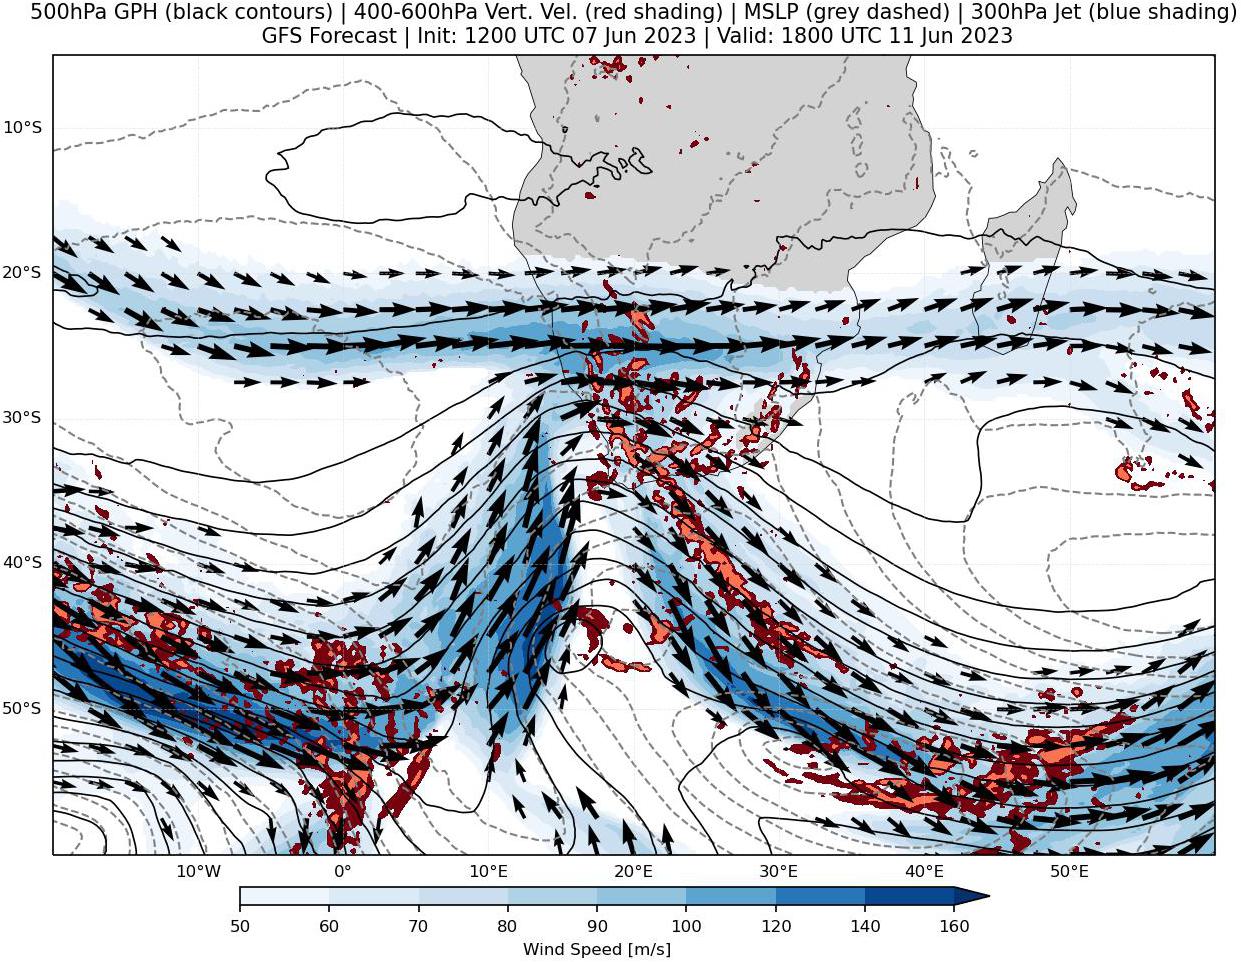 500hPa GPH (black contours) | 400-600hPa Vert. Vel. (red shading) | MSLP (grey dashed) | 300hPa Jet (blue shading)
GFS Forecast | Init: 1200 UTC 07 Jun 2023 | Valid: 1800 UTC 11 Jun 2023
10°S
20°S
30°S
40°S
50°S
10°W 0° 10°E 20°E 30°E 40°E 50°E
50 60 70 80 90 100 120 140 160
Wind Speed [m/s]